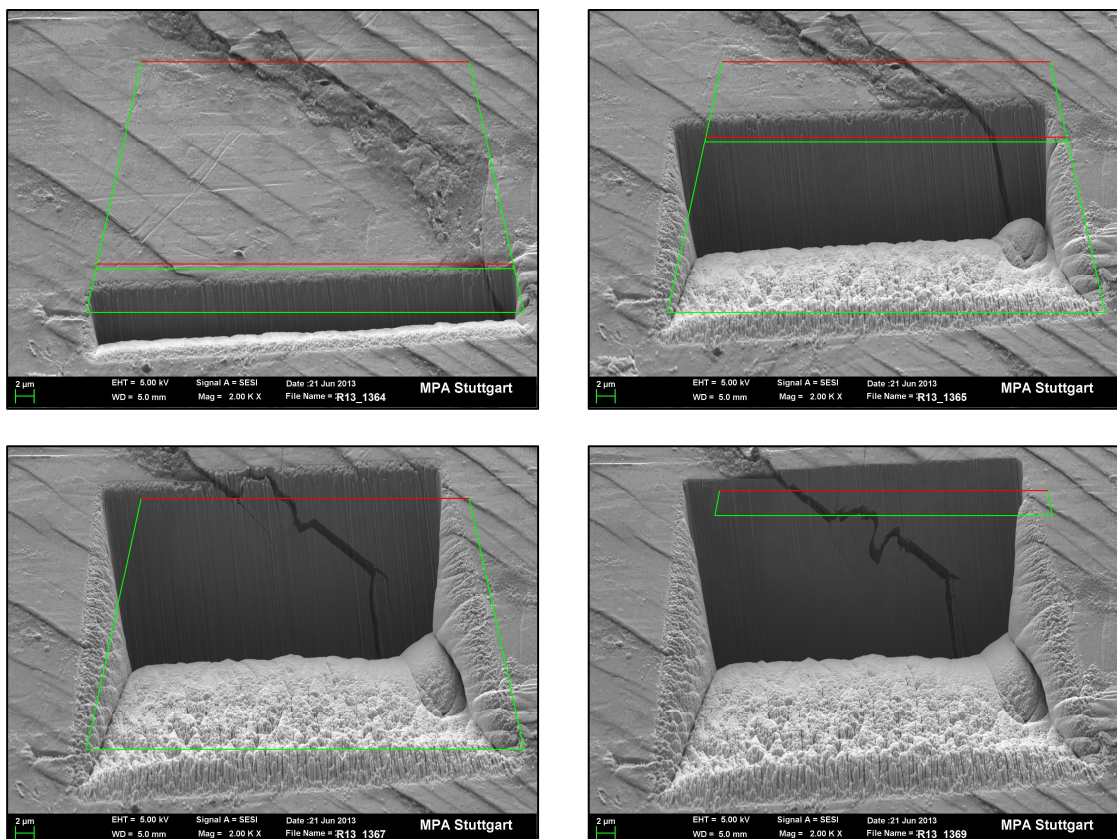 2 µm EHT = 5.00 kV Signal A = SESI Date :21 Jun 2013 MPA Stuttgart
WD = 5.0 mm Mag = 2.00 K X File Name = :R13_1364
2 µm EHT = 5.00 kV Signal A = SESI Date :21 Jun 2013 MPA Stuttgart
WD = 5.0 mm Mag = 2.00 K X File Name = :R13_1365
2 µm EHT = 5.00 kV Signal A = SESI Date :21 Jun 2013 MPA Stuttgart
WD = 5.0 mm Mag = 2.00 K X File Name = :R13_1367
2 µm EHT = 5.00 kV Signal A = SESI Date :21 Jun 2013 MPA Stuttgart
WD = 5.0 mm Mag = 2.00 K X File Name = :R13_1369